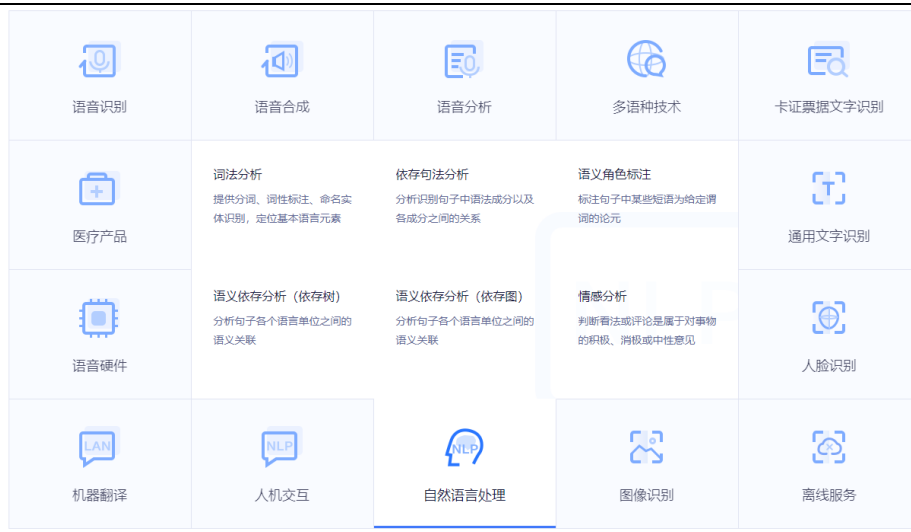 语音识别
语音合成
语音分析
多语种技术
卡证票据文字识别
医疗产品
词法分析
提供分词、词性标注、命名实
体识别，定位基本语言元素
依存句法分析
分析识别句子中语法成分以及
各成分之间的关系
语义角色标注
标注句子中某些短语为给定谓
词的论元
通用文字识别
语音硬件
语义依存分析（依存树）
分析句子各个语言单位之间的
语义关联
语义依存分析（依存图）
分析句子各个语言单位之间的
语义关联
情感分析
判断看法或评论是属于对事物
的积极、消极或中性意见
人脸识别
LAN
机器翻译
NLP
人机交互
NLP
自然语言处理
图像识别
离线服务